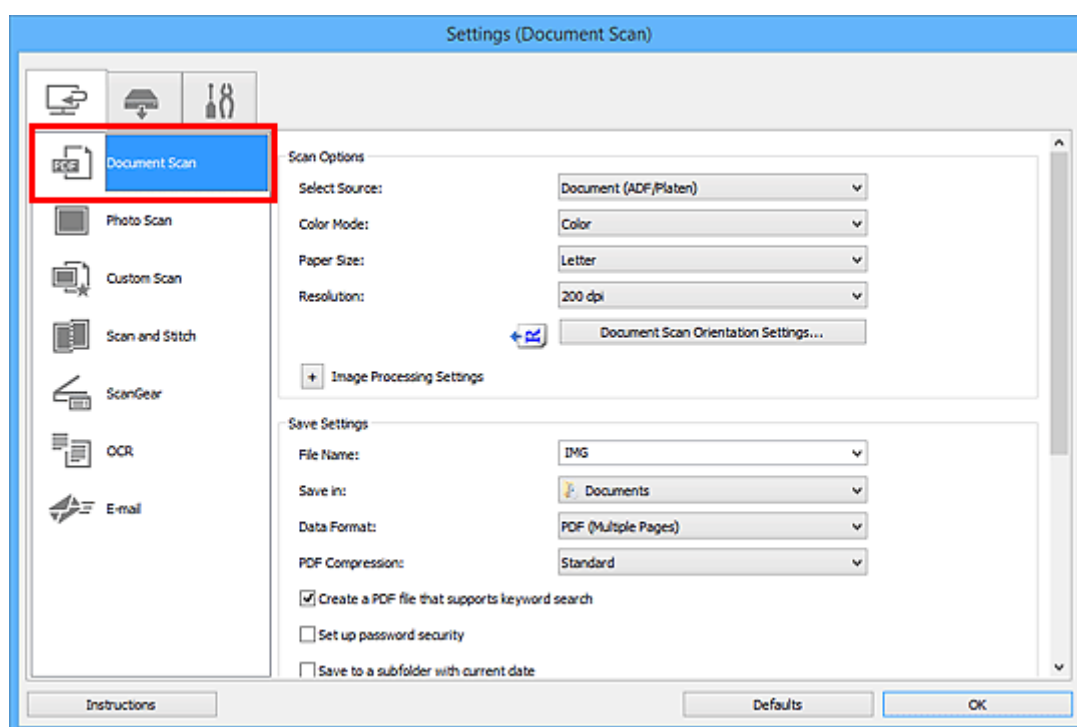 Settings (Document Scan)
PDF Document Scan
Photo Scan
Custom Scan
Scan and Stitch
ScanGear
OCR
E-mail
Scan Options
Select Source: Document (ADF/Platen)
Color Mode: Color
Paper Size: Letter
Resolution: 200 dpi
R Document Scan Orientation Settings...
+ Image Processing Settings
Save Settings
File Name: IMG
Save in: Documents
Data Format: PDF (Multiple Pages)
PDF Compression: Standard
Create a PDF file that supports keyword search
Set up password security
Save to a subfolder with current date
Instructions Defaults OK